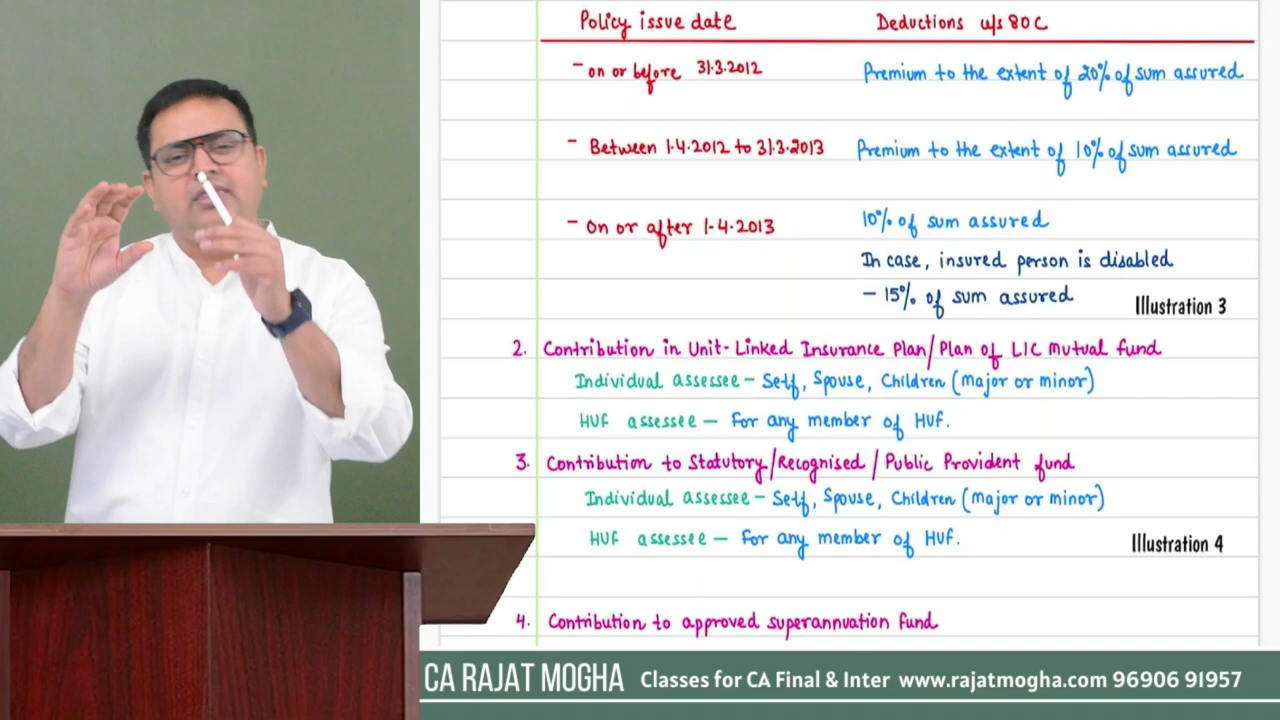 Policy issue date Deductions u/s 80C
- on or before 31.3.2012 Premium to the extent of 20% of sum assured
- Between 1.4.2012 to 31.3.2013 Premium to the extent of 10% of sum assured
- On or after 1-4.2013 10% of sum assured
In case, insured person is disabled
- 15% of sum assured
Illustration 3
2. Contribution in Unit-Linked Insurance Plan/Plan of LIC Mutual fund
Individual assessee - Self, Spouse, Children (major or minor)
HUF assessee - For any member of HUF.
3. Contribution to Statutory/Recognised/Public Provident fund
Individual assessee - Self, Spouse, Children (major or minor)
HUF assessee - For any member of HUF.
Illustration 4
4. Contribution to approved superannuation fund
CA RAJAT MOGHA Classes for CA Final & Inter www.rajatmogha.com 96906 91957